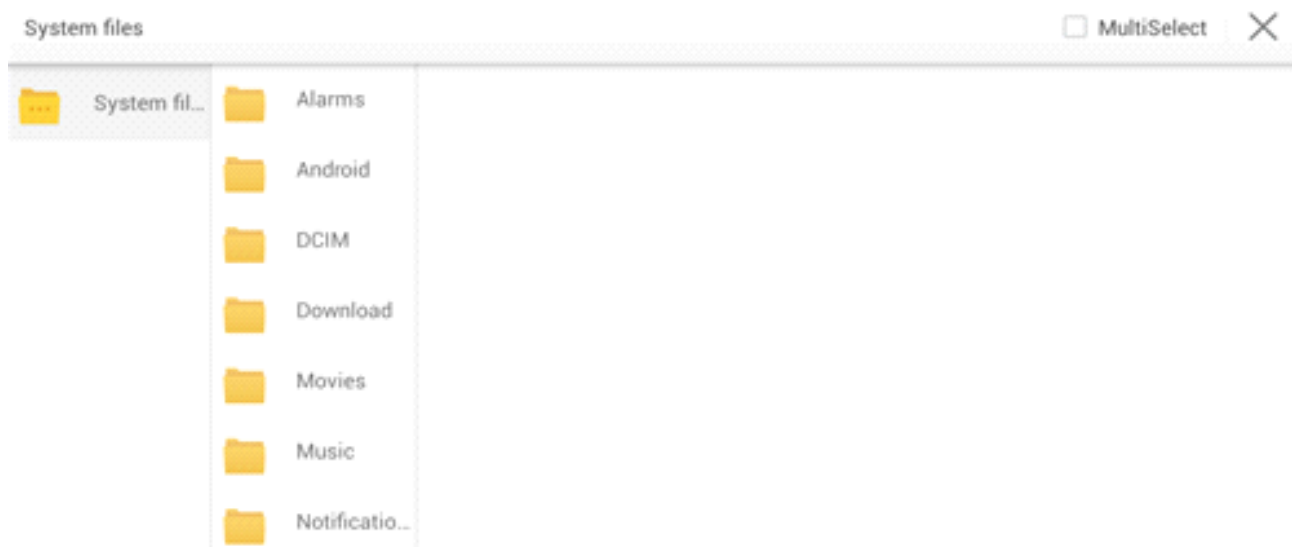 System files
MultiSelect
System fil...
Alarms
Android
DCIM
Download
Movies
Music
Notificatio...